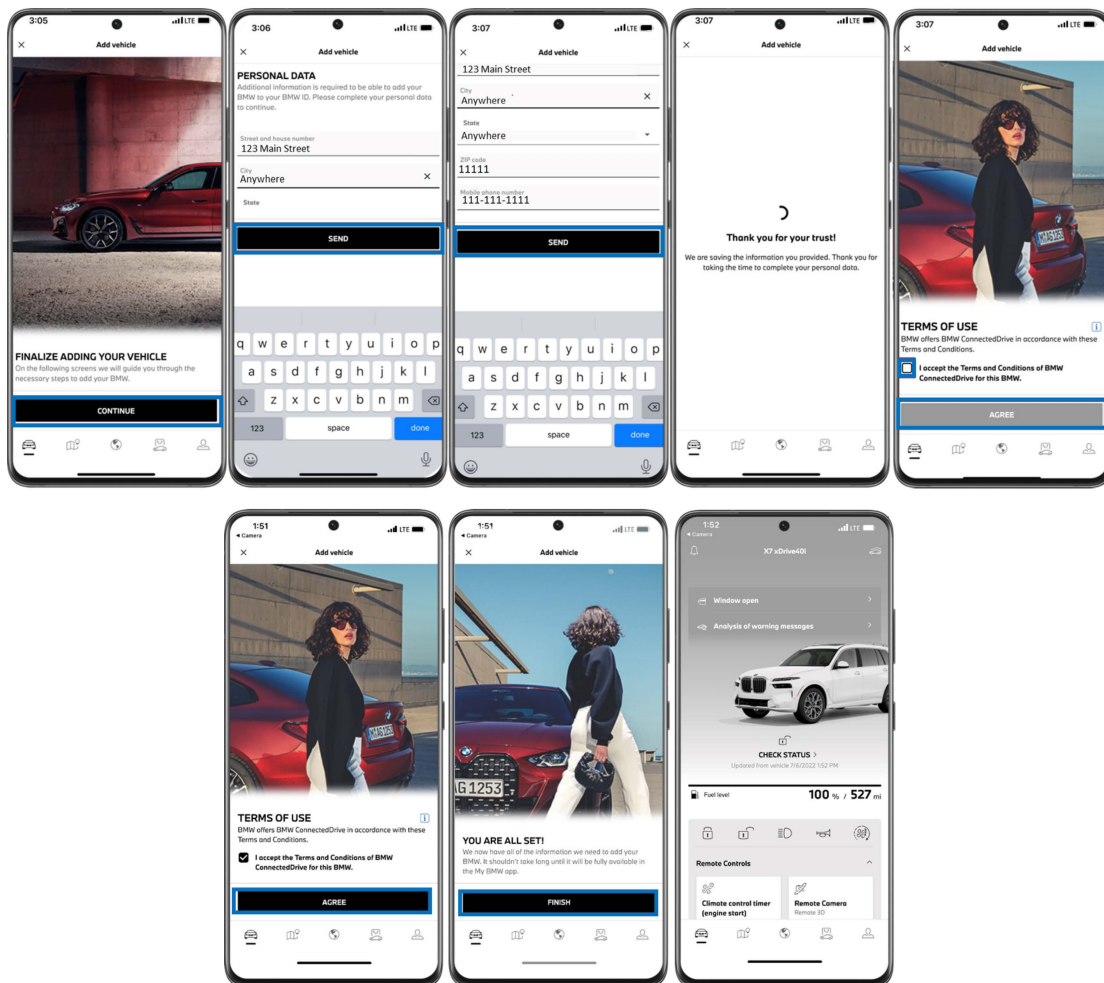 3:05
LTE
Add vehicle
FINALIZE ADDING YOUR VEHICLE
On the following screens we will guide you through the
necessary steps to add your BMW.
CONTINUE
3:06
LTE
Add vehicle
PERSONAL DATA
Additional information is required to be able to add your
BMW to your BMW ID. Please complete your personal data
to continue.
Street and house number
123 Main Street
City
Anywhere
State
SEND
q w e r t y u i o p
a s d f g h j k l
z x c v b n m
123 space done
3:07
LTE
Add vehicle
123 Main Street
City
Anywhere
State
Anywhere
ZIP code
11111
Mobile phone number
111-111-1111
SEND
q w e r t y u i o p
a s d f g h j k l
z x c v b n m
123 space done
3:07
LTE
Add vehicle
Thank you for your trust!
We are saving the information you provided. Thank you for
taking the time to complete your personal data.
3:07
LTE
Add vehicle
TERMS OF USE
BMW offers BMW ConnectedDrive in accordance with these
Terms and Conditions.
I accept the Terms and Conditions of BMW
ConnectedDrive for this BMW.
AGREE
1:51
Camera
LTE
Add vehicle
TERMS OF USE
BMW offers BMW ConnectedDrive in accordance with these
Terms and Conditions.
I accept the Terms and Conditions of BMW
ConnectedDrive for this BMW.
AGREE
1:51
Camera
LTE
Add vehicle
AG 1253
YOU ARE ALL SET!
We now have all of the information we need to add your
BMW. It shouldn't take long until it will be fully available in
the My BMW app.
FINISH
1:52
Camera
LTE
X7 xDrive40i
Window open
Analysis of warning messages
CHECK STATUS
Updated from vehicle 7/6/2022 1:52 PM
Fuel level 100 % / 527 mi
Remote Controls
Climate control timer
(engine start)
Remote Camera
Remote 3D